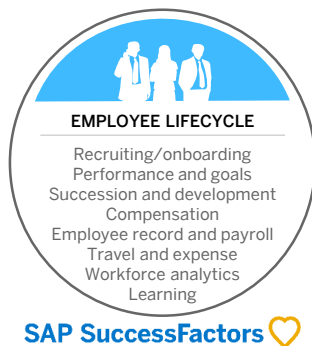 EMPLOYEE LIFECYCLE
Recruiting/onboarding
Performance and goals
Succession and development
Compensation
Employee record and payroll
Travel and expense
Workforce analytics
Learning
SAP SuccessFactors